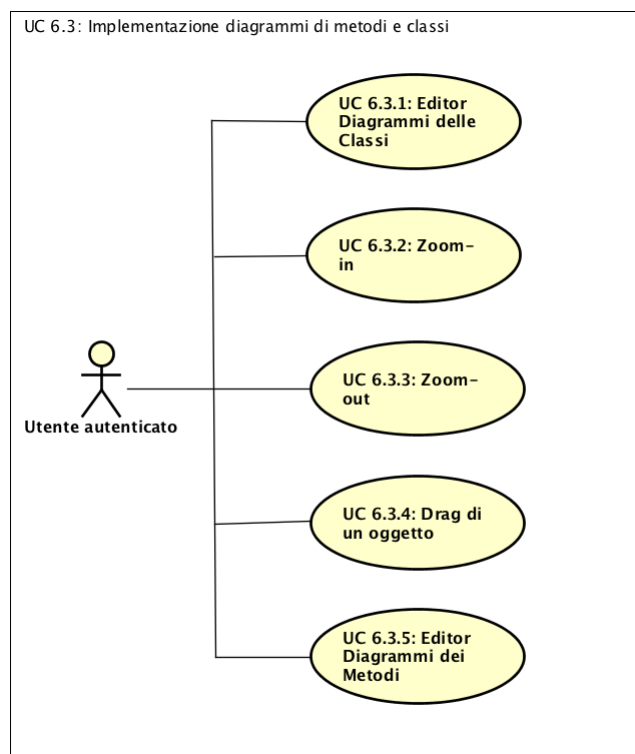 UC 6.3: Implementazione diagrammi di metodi e classi
UC 6.3.1: Editor
Diagrammi delle
Classi
UC 6.3.2: Zoom-
in
UC 6.3.3: Zoom-
out
Utente autenticato
UC 6.3.4: Drag di
un oggetto
UC 6.3.5: Editor
Diagrammi dei
Metodi